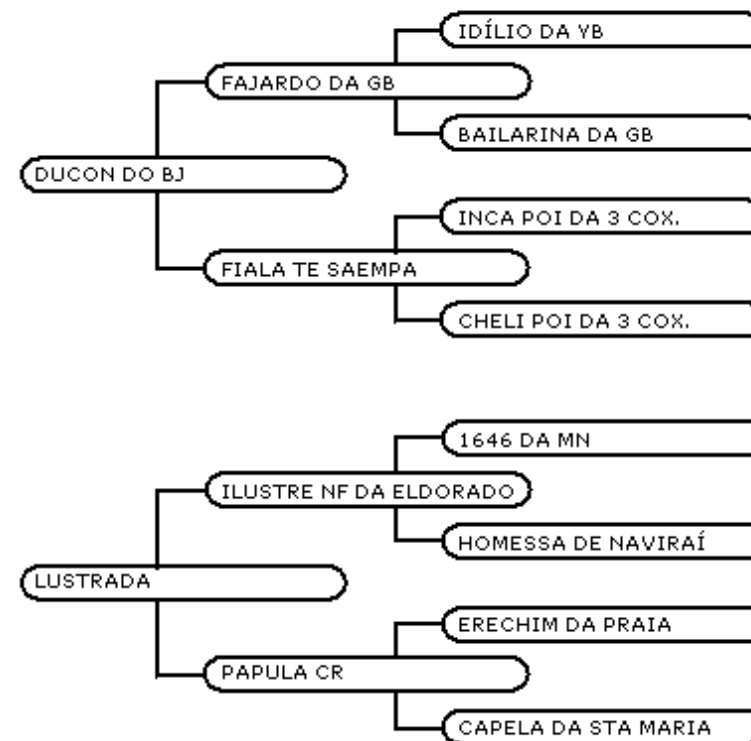 IDÍLIO DA YB
FAJARDO DA GB
BAILARINA DA GB
DUCON DO BJ
INCA POI DA 3 COX.
FIALA TE SAEMPA
CHELI POI DA 3 COX.
1646 DA MN
ILUSTRE NF DA ELDORADO
HOMESSA DE NAVIRAÍ
LUSTRADA
ERECHIM DA PRAIA
PAPULA CR
CAPELA DA STA MARIA